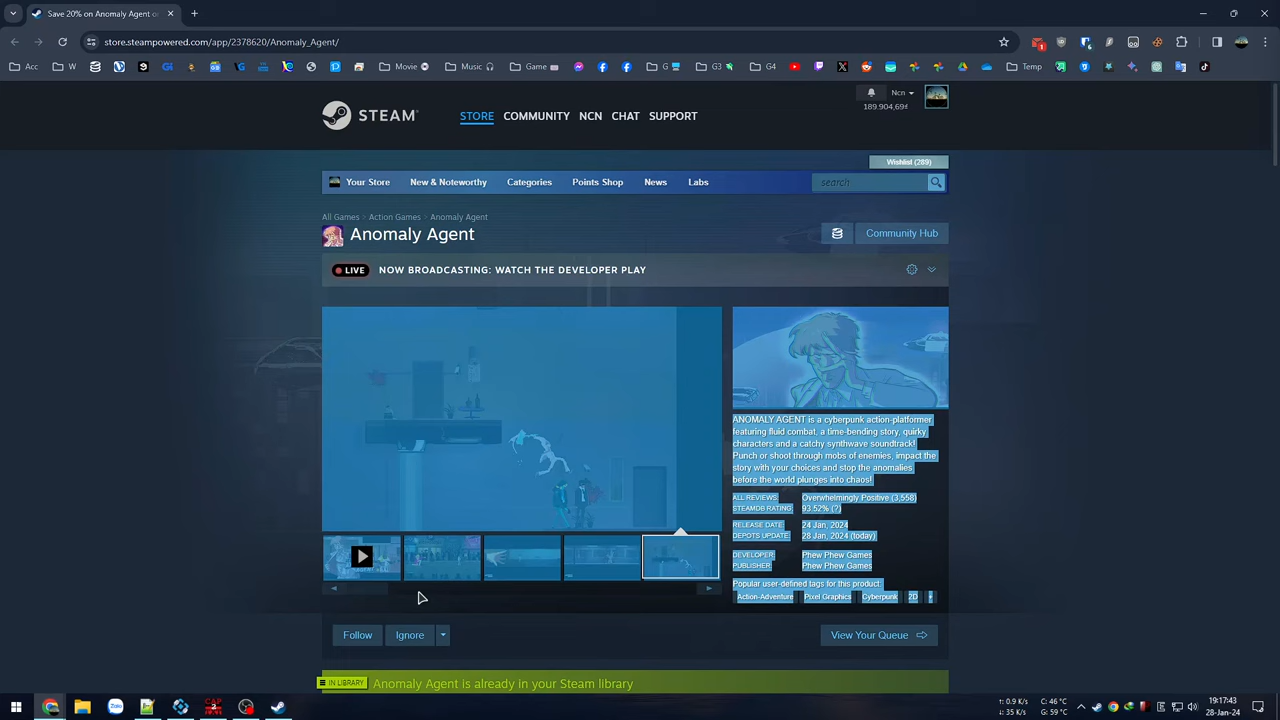 Save 20% on Anomaly Agent o
store.steampowered.com/app/2378620/Anomaly_Agent/
Acc
W
Movie
Music
Game
G
G3
G4
Temp
Ncn
189.904,69₫
STEAM
STORE
COMMUNITY
NCN
CHAT
SUPPORT
Wishlist (289)
Your Store
New & Noteworthy
Categories
Points Shop
News
Labs
search
All Games > Action Games > Anomaly Agent
Anomaly Agent
Community Hub
LIVE
NOW BROADCASTING: WATCH THE DEVELOPER PLAY
ANOMALY AGENT is a cyberpunk action-platformer
featuring fluid combat, a time-bending story, quirky
characters and a catchy synthwave soundtrack!
Punch or shoot through mobs of enemies, impact the
story with your choices and stop the anomalies
before the world plunges into chaos!
ALL REVIEWS: Overwhelmingly Positive (3,558)
STEAMDB RATING: 93.52% (?)
RELEASE DATE: 24 Jan, 2024
DEPOTS UPDATE: 28 Jan, 2024 (today)
DEVELOPER: Phew Phew Games
PUBLISHER: Phew Phew Games
Popular user-defined tags for this product:
Action-Adventure
Pixel Graphics
Cyberpunk
2D
+
Follow
Ignore
View Your Queue
IN LIBRARY
Anomaly Agent is already in your Steam library
↑: 0.9 K/s
↓: 35 K/s
C: 46 °C
G: 59 °C
19:17:43
28-Jan-24